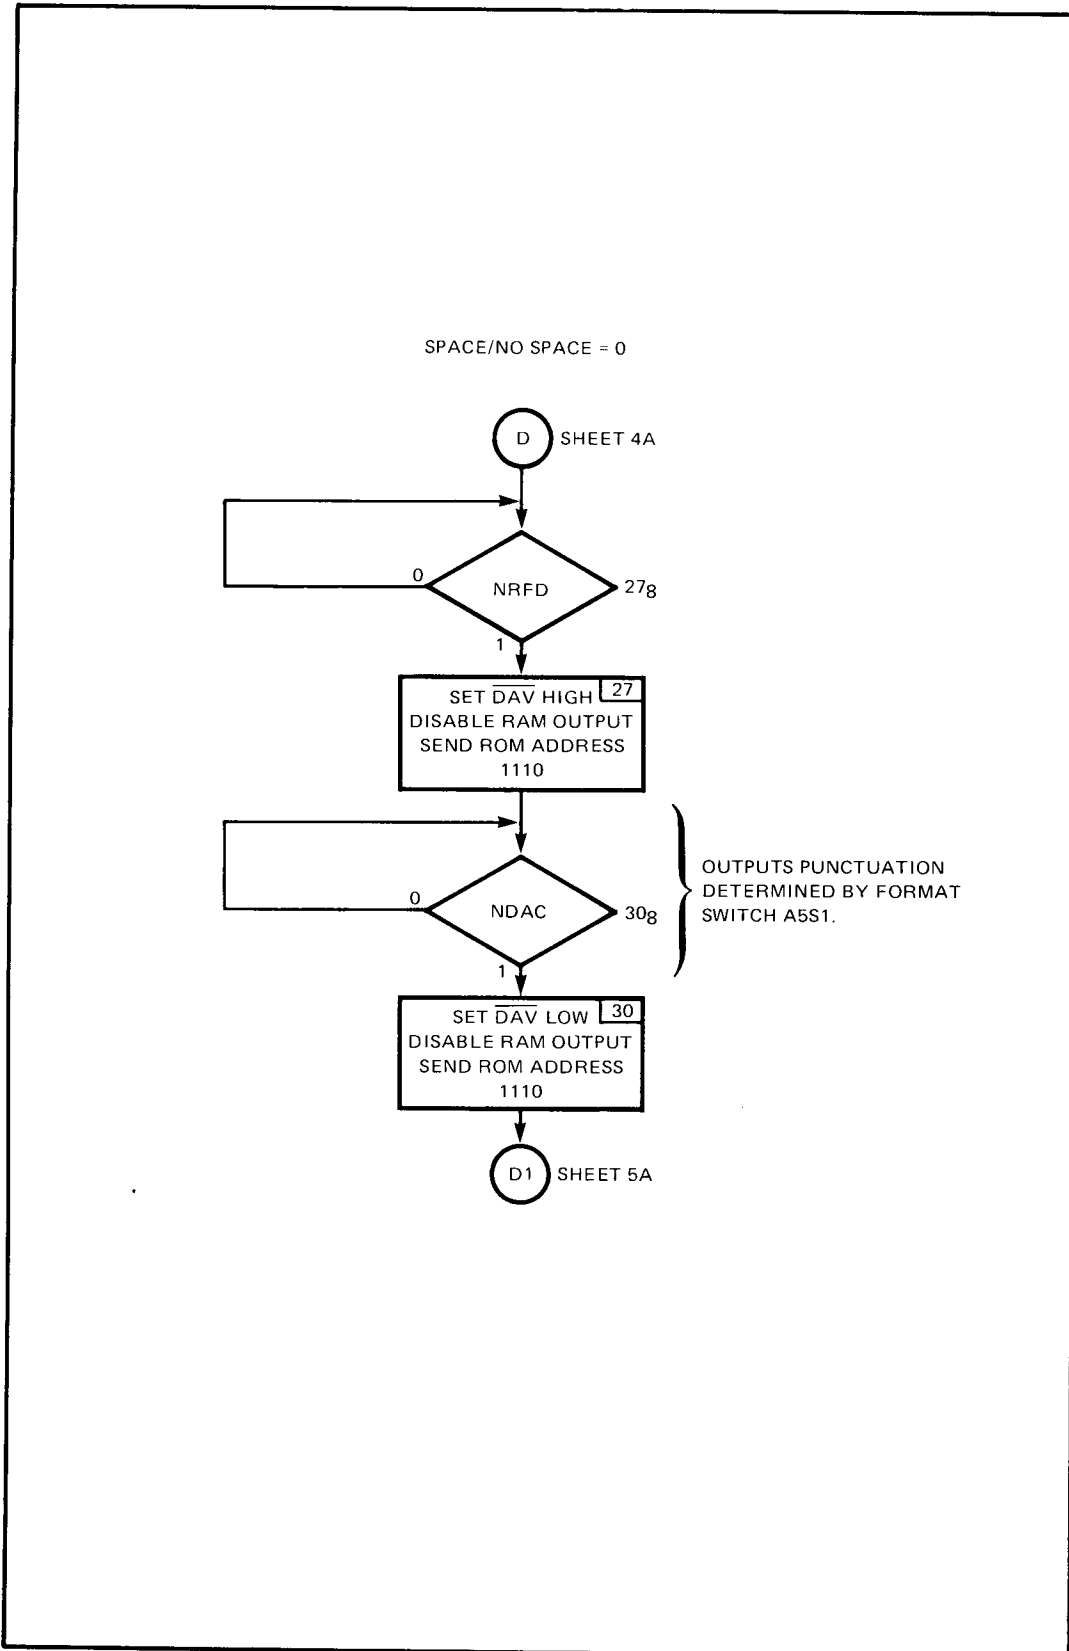 SPACE/NO SPACE = 0
D SHEET 4A
0 NRFD 27₈
1
SET D̅A̅V̅ HIGH 27
DISABLE RAM OUTPUT
SEND ROM ADDRESS
1110
0 NDAC 30₈
1
OUTPUTS PUNCTUATION
DETERMINED BY FORMAT
SWITCH A5S1.
SET D̅A̅V̅ LOW 30
DISABLE RAM OUTPUT
SEND ROM ADDRESS
1110
D1 SHEET 5A